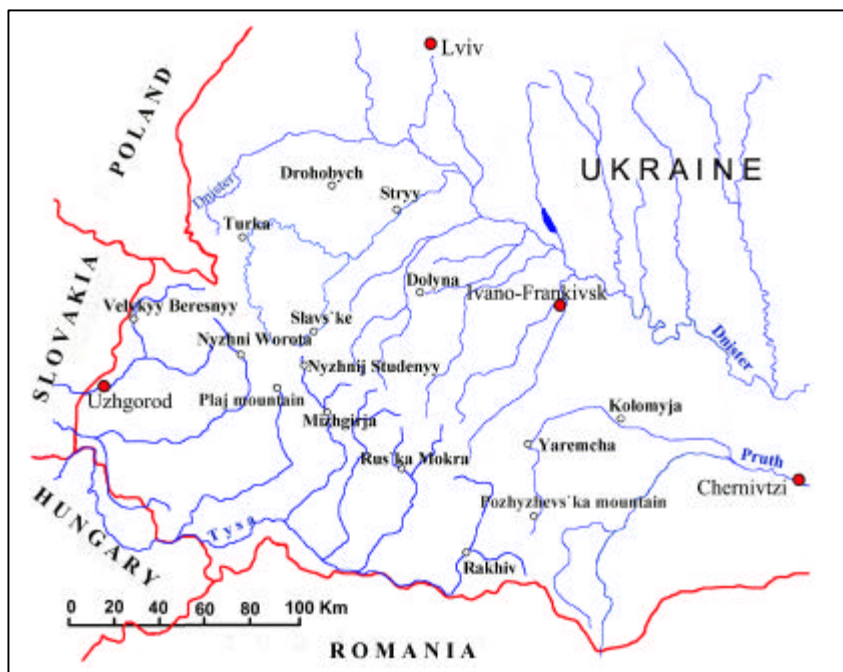 Lviv
POLAND
UKRAINE
Drohobych
Dnister
Stryy
Turka
SLOVAKIA
Dolyna
Ivano-Frankivsk
Velykyy Beresnyy
Slavs`ke
Nyzhni Worota
Dnister
Nyzhnij Studenyy
Uzhgorod
Plaj mountain
Mizhgirja
Kolomyja
Yaremcha
Rus`ka Mokra
Pruth
Chernivtzi
HUNGARY
Pozhyzhevs`ka mountain
Tysa
Rakhiv
0 20 40 60 80 100 Km
ROMANIA